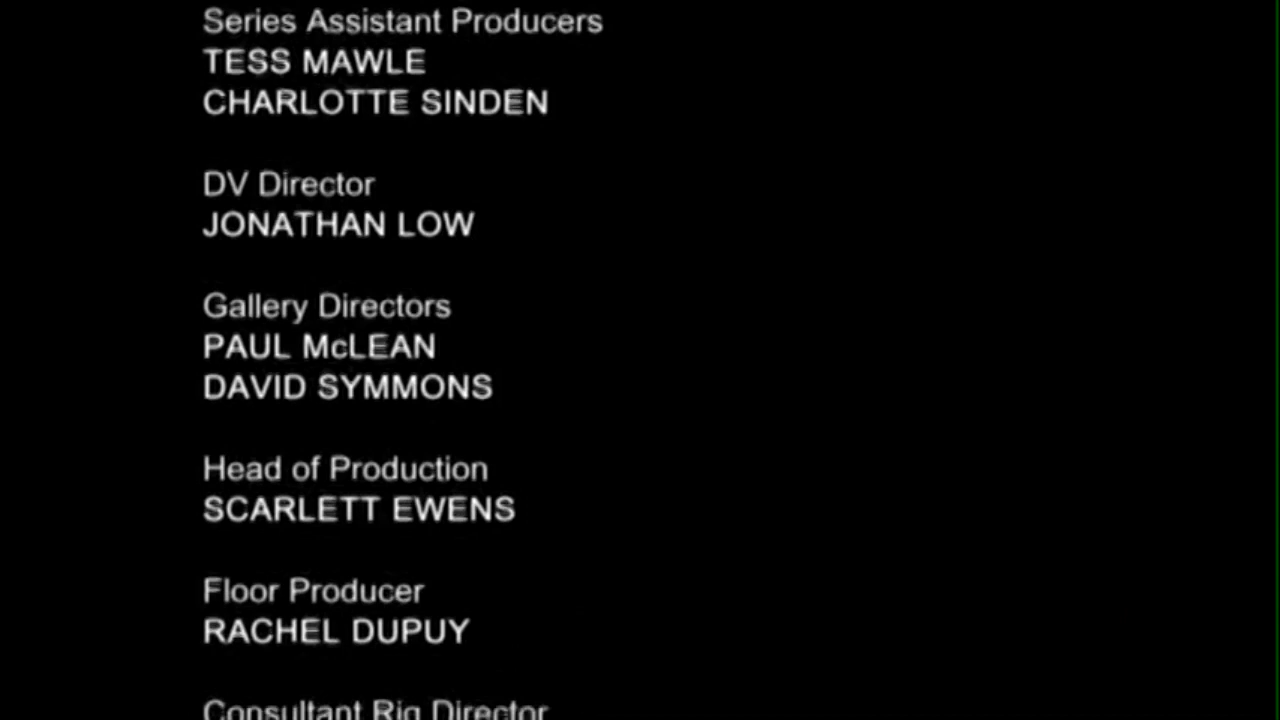 Series Assistant Producers
TESS MAWLE
CHARLOTTE SINDEN
DV Director
JONATHAN LOW
Gallery Directors
PAUL McLEAN
DAVID SYMMONS
Head of Production
SCARLETT EWENS
Floor Producer
RACHEL DUPUY
Consultant Rig Director